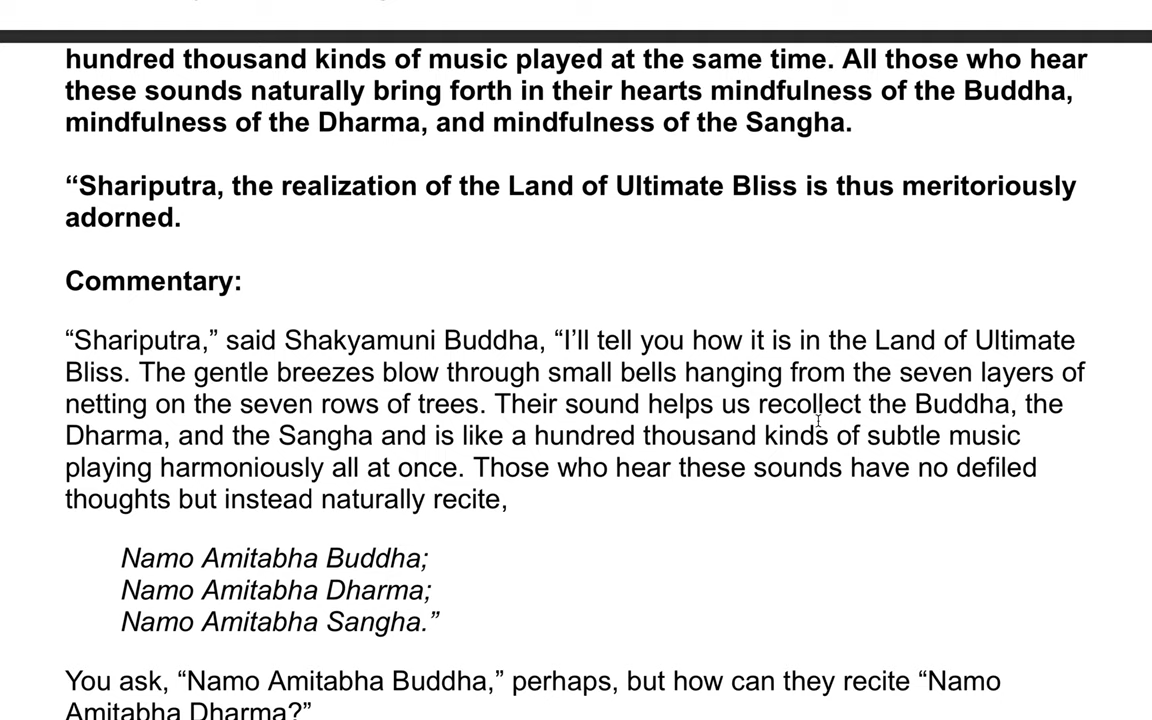 hundred thousand kinds of music played at the same time. All those who hear
these sounds naturally bring forth in their hearts mindfulness of the Buddha,
mindfulness of the Dharma, and mindfulness of the Sangha.
“Shariputra, the realization of the Land of Ultimate Bliss is thus meritoriously
adorned.
Commentary:
“Shariputra,” said Shakyamuni Buddha, “I’ll tell you how it is in the Land of Ultimate
Bliss. The gentle breezes blow through small bells hanging from the seven layers of
netting on the seven rows of trees. Their sound helps us recollect the Buddha, the
Dharma, and the Sangha and is like a hundred thousand kinds of subtle music
playing harmoniously all at once. Those who hear these sounds have no defiled
thoughts but instead naturally recite,
Namo Amitabha Buddha;
Namo Amitabha Dharma;
Namo Amitabha Sangha.”
You ask, “Namo Amitabha Buddha,” perhaps, but how can they recite “Namo
Amitabha Dharma?”